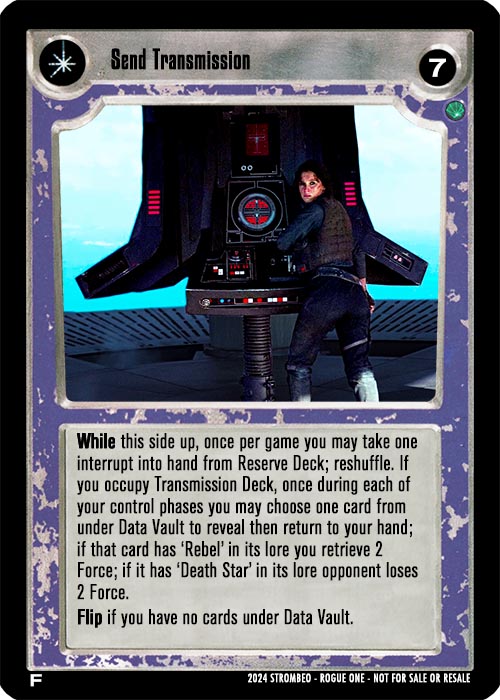 Send Transmission
7
While this side up, once per game you may take one
interrupt into hand from Reserve Deck; reshuffle. If
you occupy Transmission Deck, once during each of
your control phases you may choose one card from
under Data Vault to reveal then return to your hand;
if that card has ‘Rebel’ in its lore you retrieve 2
Force; if it has ‘Death Star’ in its lore opponent loses
2 Force.
Flip if you have no cards under Data Vault.
F
2024 STROMBEO - ROGUE ONE - NOT FOR SALE OR RESALE